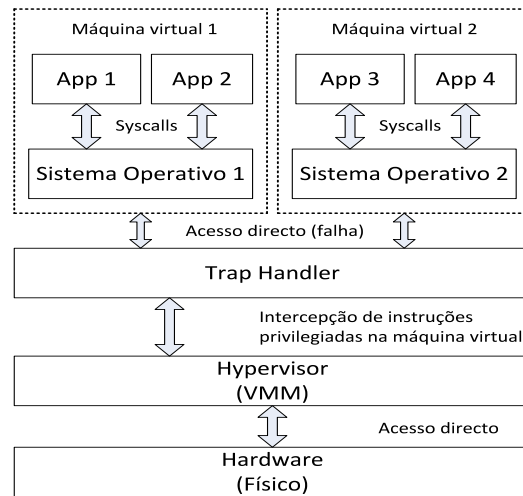 Máquina virtual 1
Máquina virtual 2
App 1
App 2
App 3
App 4
Syscalls
Syscalls
Sistema Operativo 1
Sistema Operativo 2
Acesso directo (falha)
Trap Handler
Intercepção de instruções
privilegiadas na máquina virtual
Hypervisor
(VMM)
Acesso directo
Hardware
(Físico)